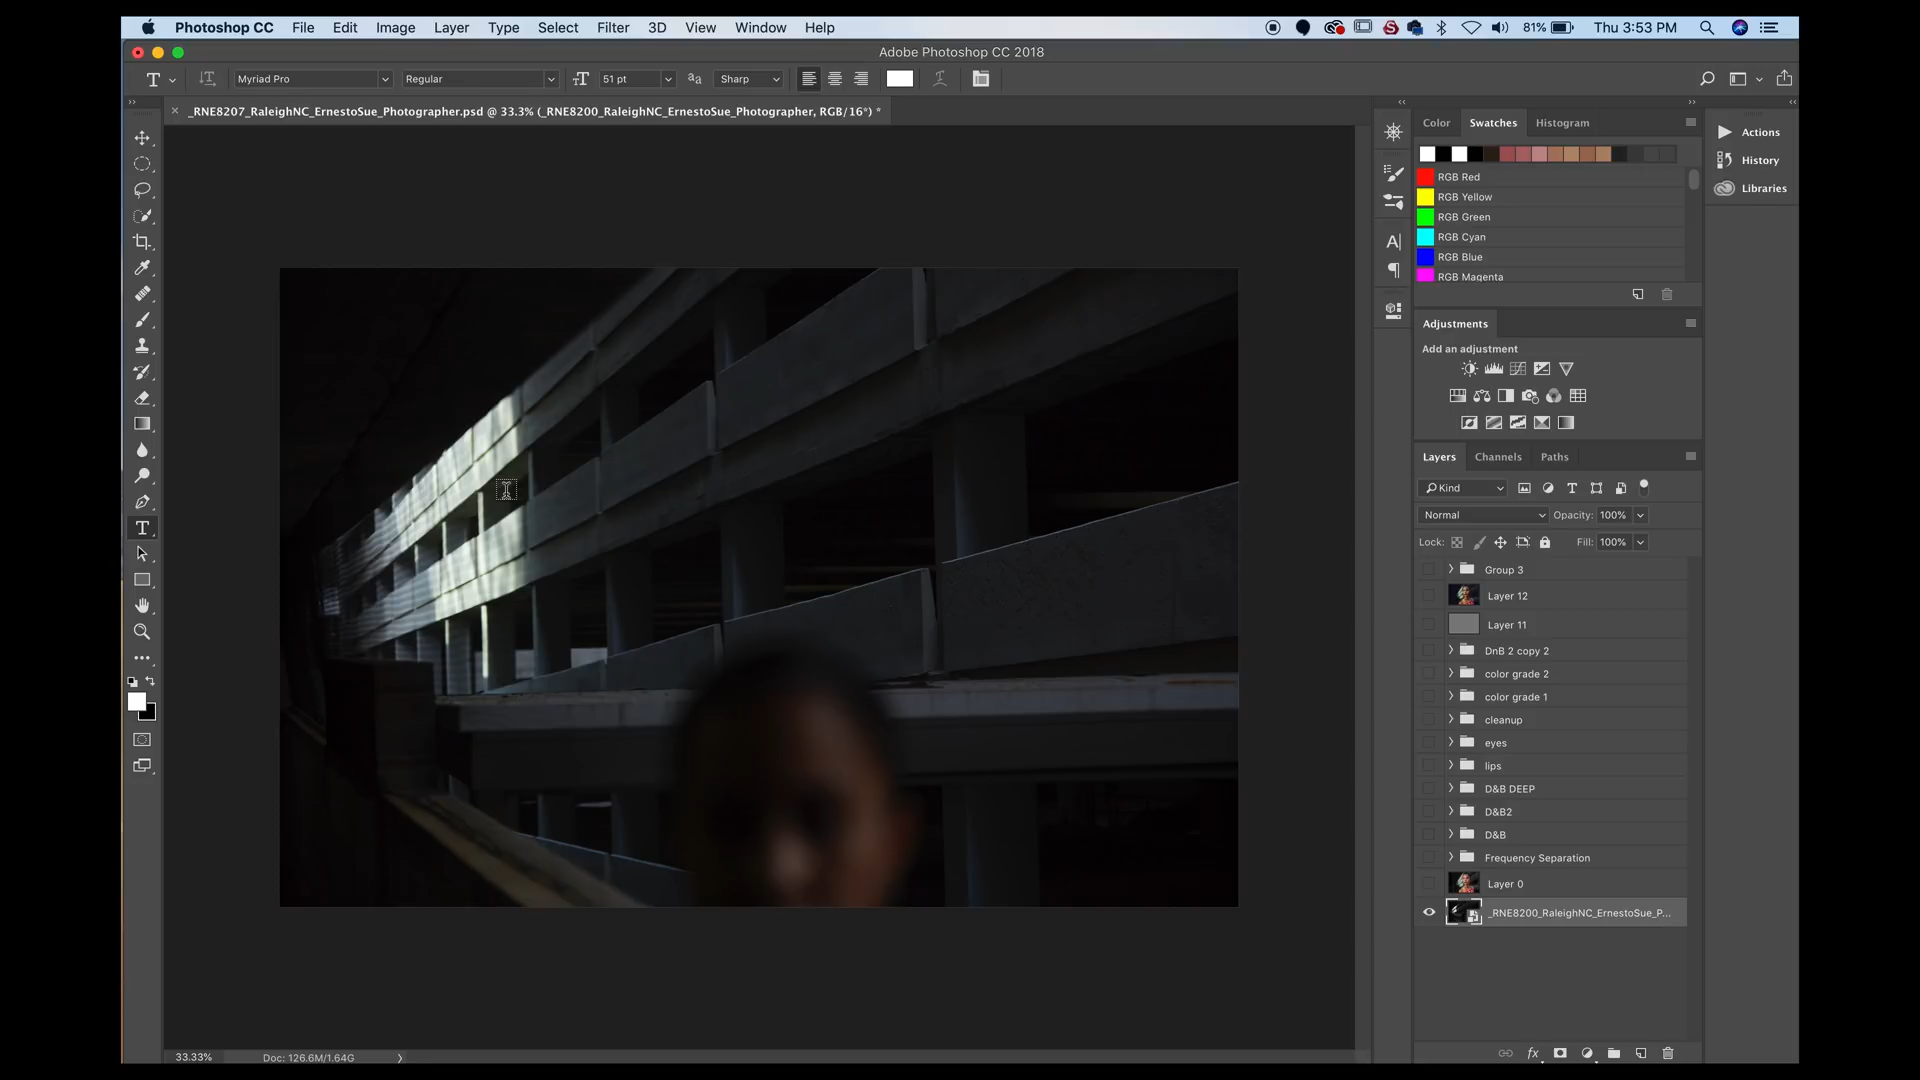 Photoshop CC File Edit Image Layer Type Select Filter 3D View Window Help 81% Thu 3:53 PM
Adobe Photoshop CC 2018
Myriad Pro Regular 51 pt Sharp
_RNE8207_RaleighNC_ErnestoSue_Photographer.psd @ 33.3% (_RNE8200_RaleighNC_ErnestoSue_Photographer, RGB/16*) *
Color Swatches Histogram
RGB Red
RGB Yellow
RGB Green
RGB Cyan
RGB Blue
RGB Magenta
Actions
History
Libraries
Adjustments
Add an adjustment
Layers Channels Paths
Kind
Normal Opacity: 100%
Lock: Fill: 100%
Group 3
Layer 12
Layer 11
DnB 2 copy 2
color grade 2
color grade 1
cleanup
eyes
lips
D&B DEEP
D&B2
D&B
Frequency Separation
Layer 0
_RNE8200_RaleighNC_ErnestoSue_P...
fx
33.33% Doc: 126.6M/1.64G